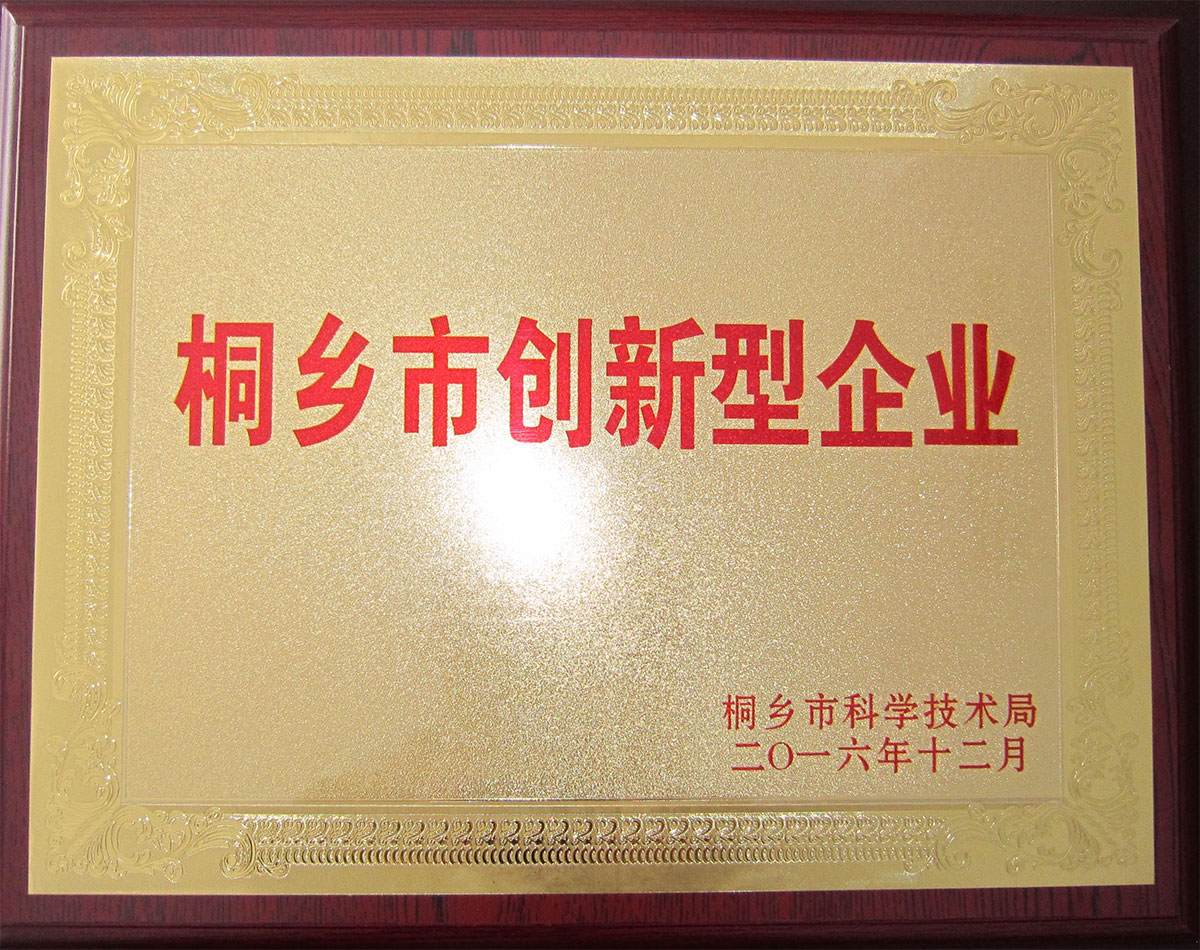 桐乡市创新型企业
桐乡市科学技术局
二〇一六年十二月